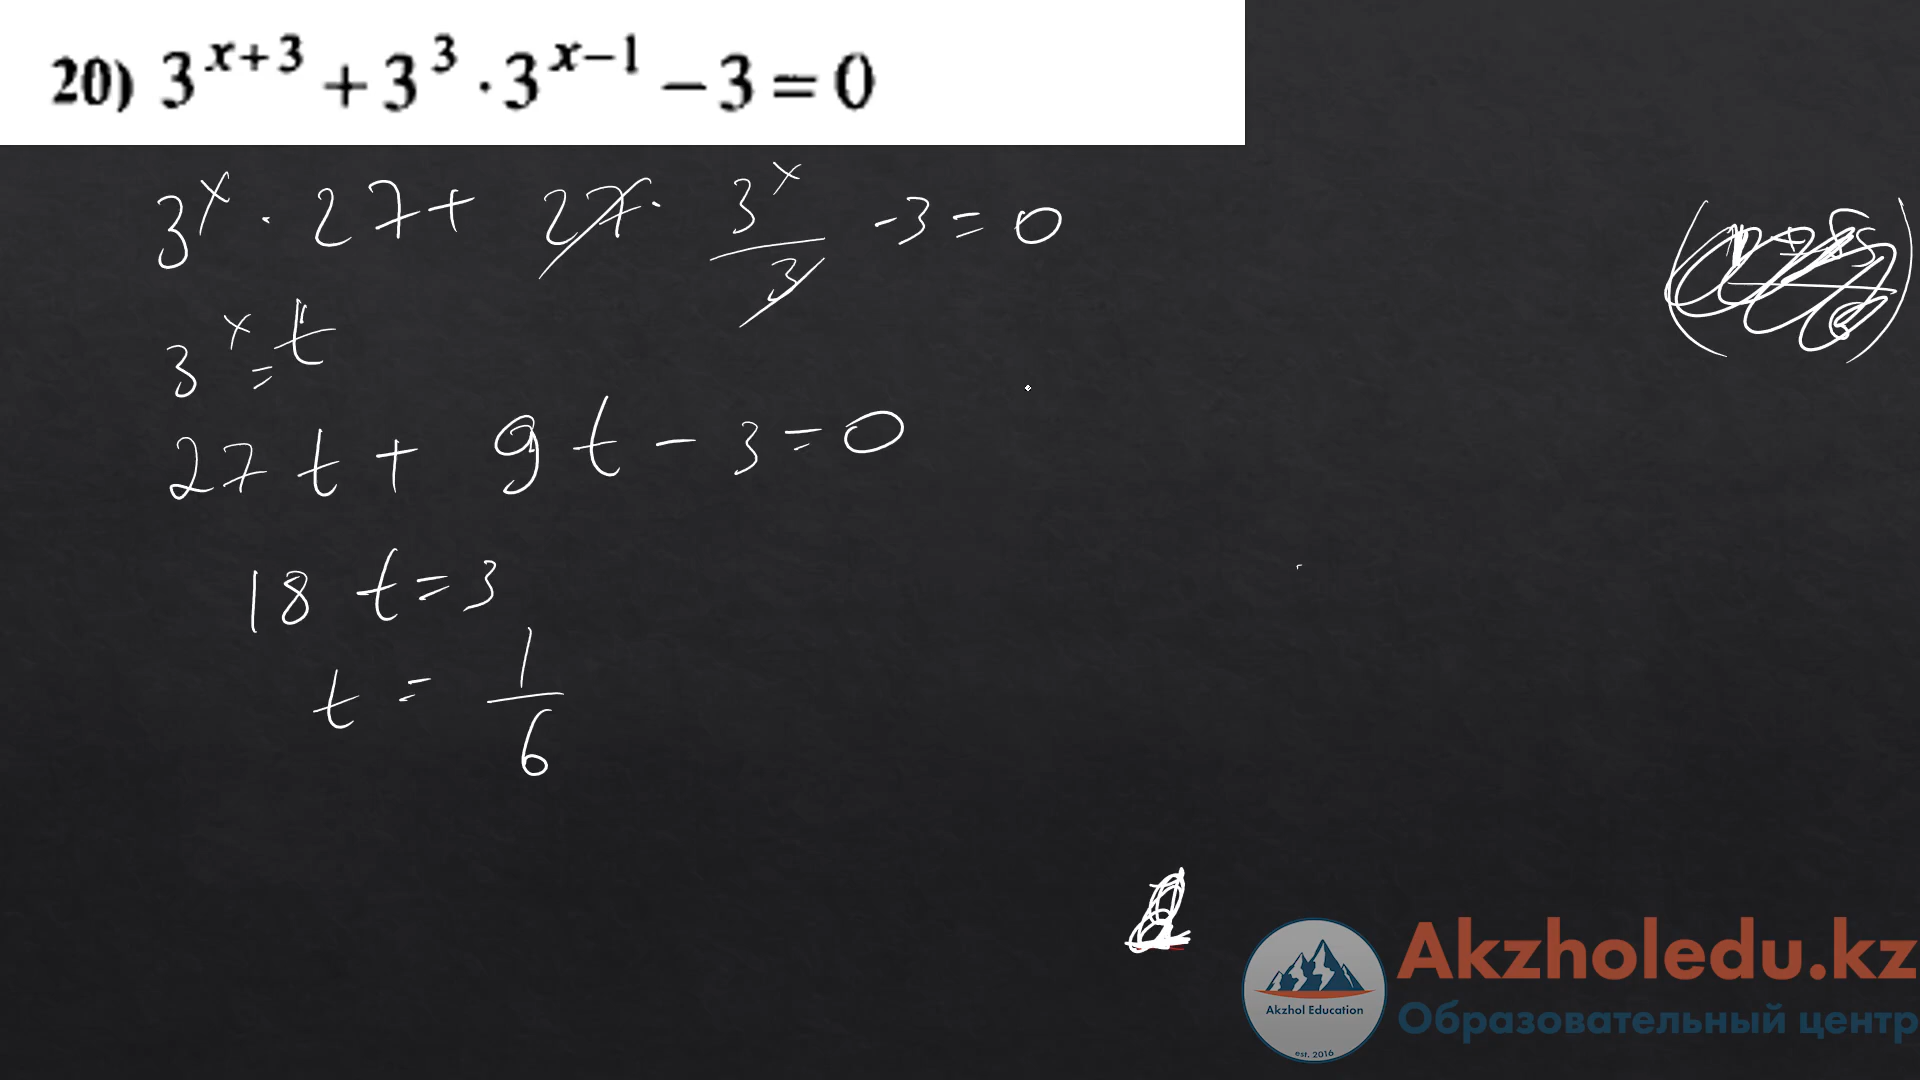 20) 3^{x+3} + 3^3 · 3^{x-1} - 3 = 0
3^x · 27 + 27 · 3^x/3 - 3 = 0
3^x = t
27t + 9t - 3 = 0
18t = 3
t = 1/6
Akzhol Education
est. 2016
Akzholedu.kz
Образовательный центр